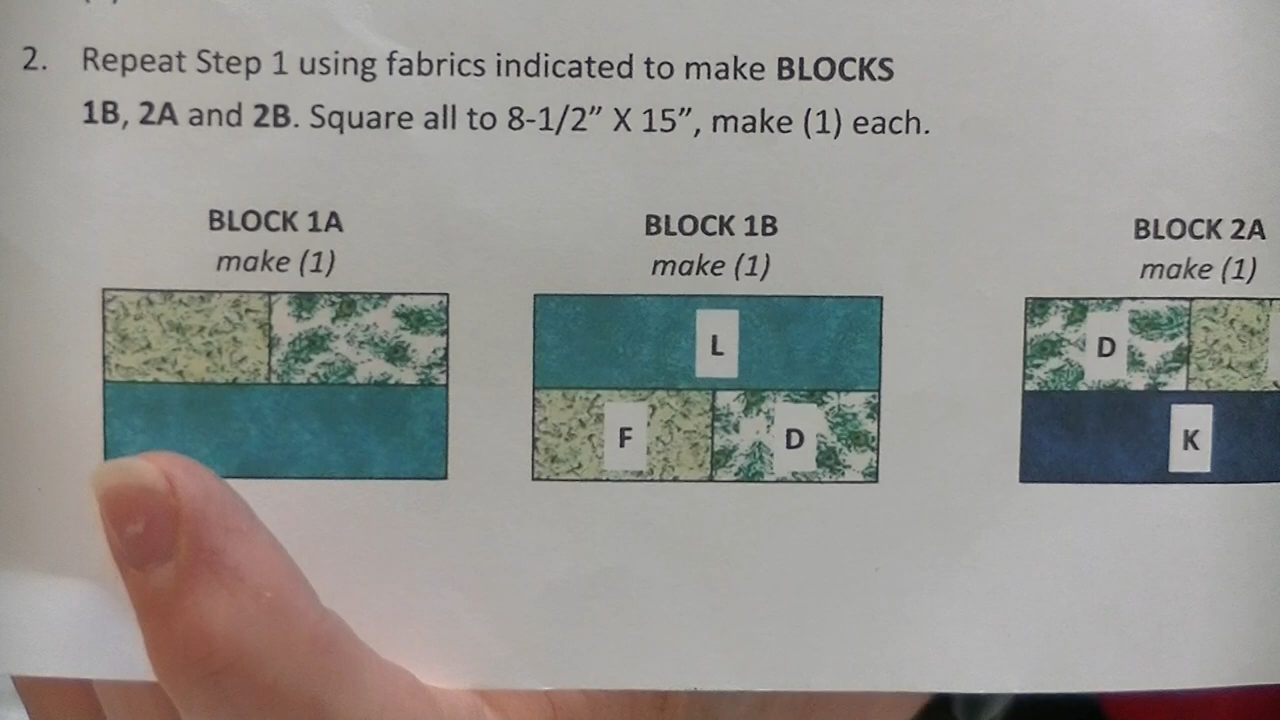 2. Repeat Step 1 using fabrics indicated to make BLOCKS
1B, 2A and 2B. Square all to 8-1/2” X 15”, make (1) each.
BLOCK 1A
make (1)
BLOCK 1B
make (1)
L
F D
BLOCK 2A
make (1)
D
K